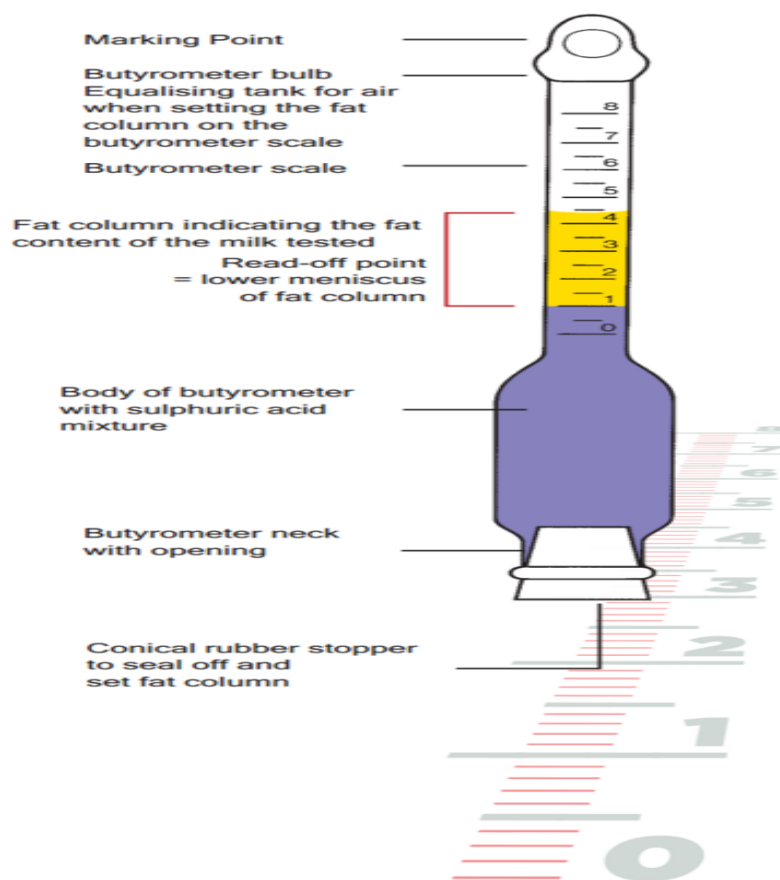 Marking Point
Butyrometer bulb
Equalising tank for air
when setting the fat
column on the
butyrometer scale
Butyrometer scale
Fat column indicating the fat
content of the milk tested
Read-off point
= lower meniscus
of fat column
Body of butyrometer
with sulphuric acid
mixture
Butyrometer neck
with opening
Conical rubber stopper
to seal off and
set fat column
8
7
6
5
4
3
2
1
0
8
7
6
5
4
3
2
1
0